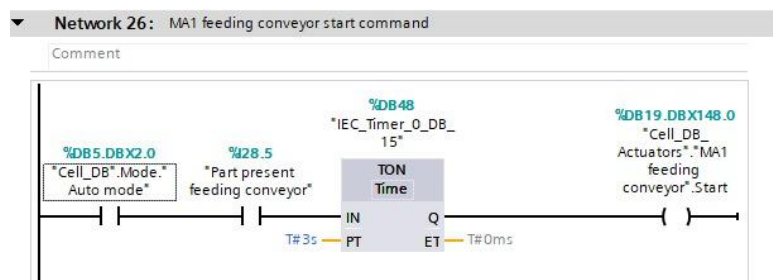 Network 26: MA1 feeding conveyor start command
Comment
%DB48
"IEC_Timer_0_DB_
15"
%DB19.DBX148.0
"Cell_DB_
Actuators"."MA1
feeding
conveyor".Start
%DB5.DBX2.0
"Cell_DB".Mode."
Auto mode"
%I28.5
"Part present
feeding conveyor"
TON
Time
IN Q
T#3s PT ET T#0ms